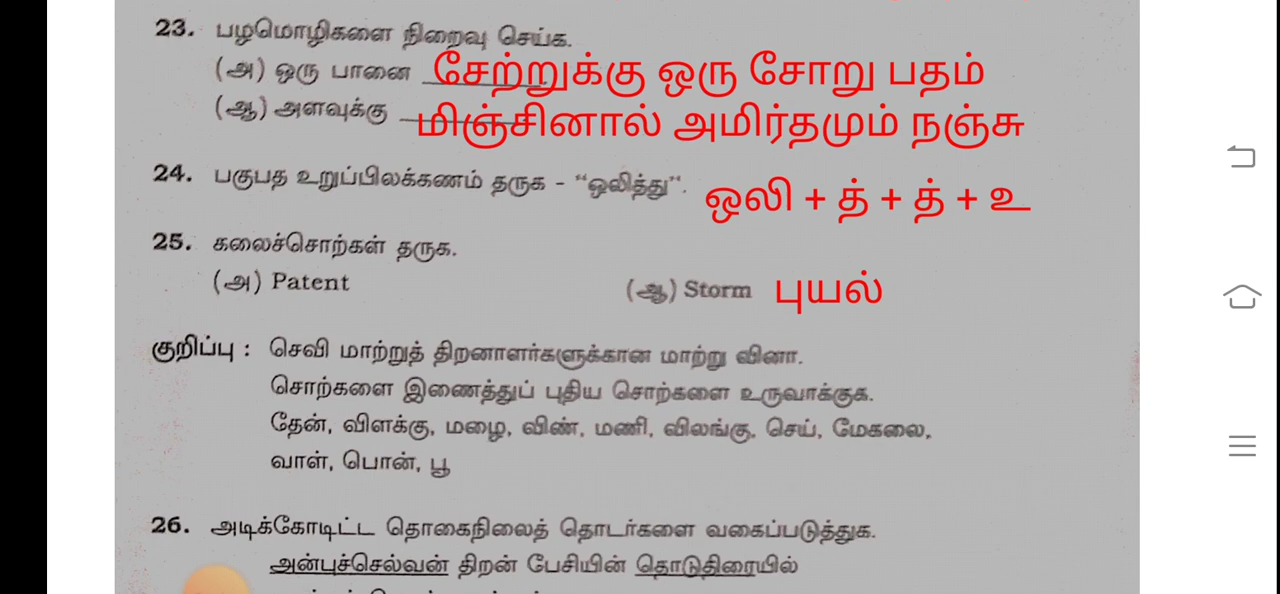 23. பழமொழிகளை நிறைவு செய்க.
(அ) ஒரு பானை சேற்றுக்கு ஒரு சோறு பதம்
(ஆ) அளவுக்கு மிஞ்சினால் அமிர்தமும் நஞ்சு
24. பகுபத உறுப்பிலக்கணம் தருக - “ஒலித்து”. ஒலி + த் + த் + உ
25. கலைச்சொற்கள் தருக.
(அ) Patent (ஆ) Storm புயல்
குறிப்பு : செவி மாற்றுத் திறனாளர்களுக்கான மாற்று வினா.
சொற்களை இணைத்துப் புதிய சொற்களை உருவாக்குக.
தேன், விளக்கு, மழை, விண், மணி, விலங்கு, செய், மேகலை,
வாள், பொன், பூ
26. அடிக்கோடிட்ட தொகைநிலைத் தொடர்களை வகைப்படுத்துக.
அன்புச்செல்வன் திறன் பேசியின் தொடுதிரையில்